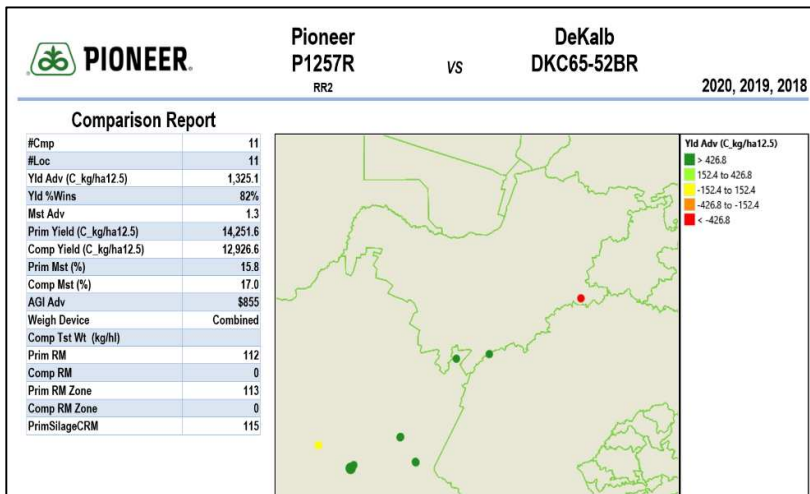 PIONEER.
Pioneer
P1257R
RR2
VS
DeKalb
DKC65-52BR
2020, 2019, 2018
Comparison Report
#Cmp 11
#Loc 11
Yld Adv (C_kg/ha12.5) 1,325.1
Yld %Wins 82%
Mst Adv 1.3
Prim Yield (C_kg/ha12.5) 14,251.6
Comp Yield (C_kg/ha12.5) 12,926.6
Prim Mst (%) 15.8
Comp Mst (%) 17.0
AGI Adv $855
Weigh Device Combined
Comp Tst Wt (kg/hl)
Prim RM 112
Comp RM 0
Prim RM Zone 113
Comp RM Zone 0
PrimSilageCRM 115
Yld Adv (C_kg/ha12.5)
> 426.8
152.4 to 426.8
-152.4 to 152.4
-426.8 to -152.4
< -426.8